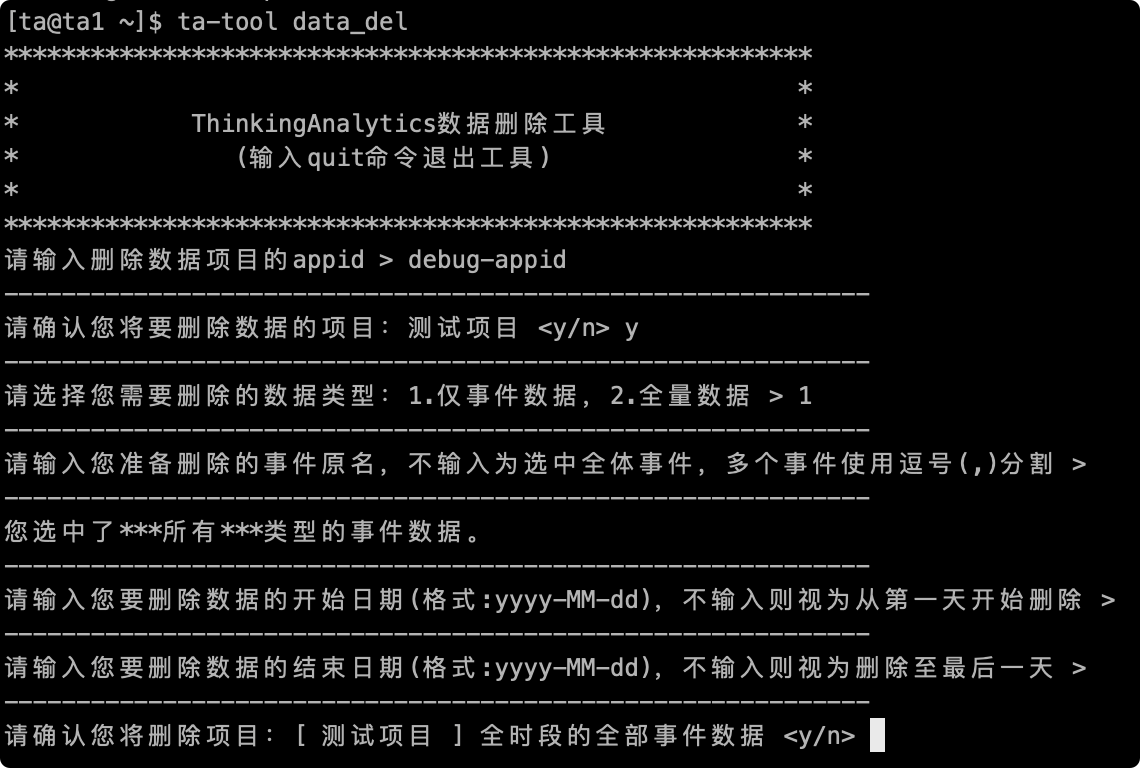 [ta@ta1 ~]$ ta-tool data_del
********************************************************
*                                                      *
*             ThinkingAnalytics数据删除工具             *
*                (输入quit命令退出工具)                 *
*                                                      *
********************************************************
请输入删除数据项目的appid > debug-appid
------------------------------------------------------------
请确认您将要删除数据的项目: 测试项目 <y/n> y
------------------------------------------------------------
请选择您需要删除的数据类型: 1.仅事件数据, 2.全量数据 > 1
------------------------------------------------------------
请输入您准备删除的事件原名, 不输入为选中全体事件, 多个事件使用逗号(,)分割 >
------------------------------------------------------------
您选中了***所有***类型的事件数据。
------------------------------------------------------------
请输入您要删除数据的开始日期(格式:yyyy-MM-dd), 不输入则视为从第一天开始删除 >
------------------------------------------------------------
请输入您要删除数据的结束日期(格式:yyyy-MM-dd), 不输入则视为删除至最后一天 >
------------------------------------------------------------
请确认您将删除项目: [ 测试项目 ] 全时段的全部事件数据 <y/n>